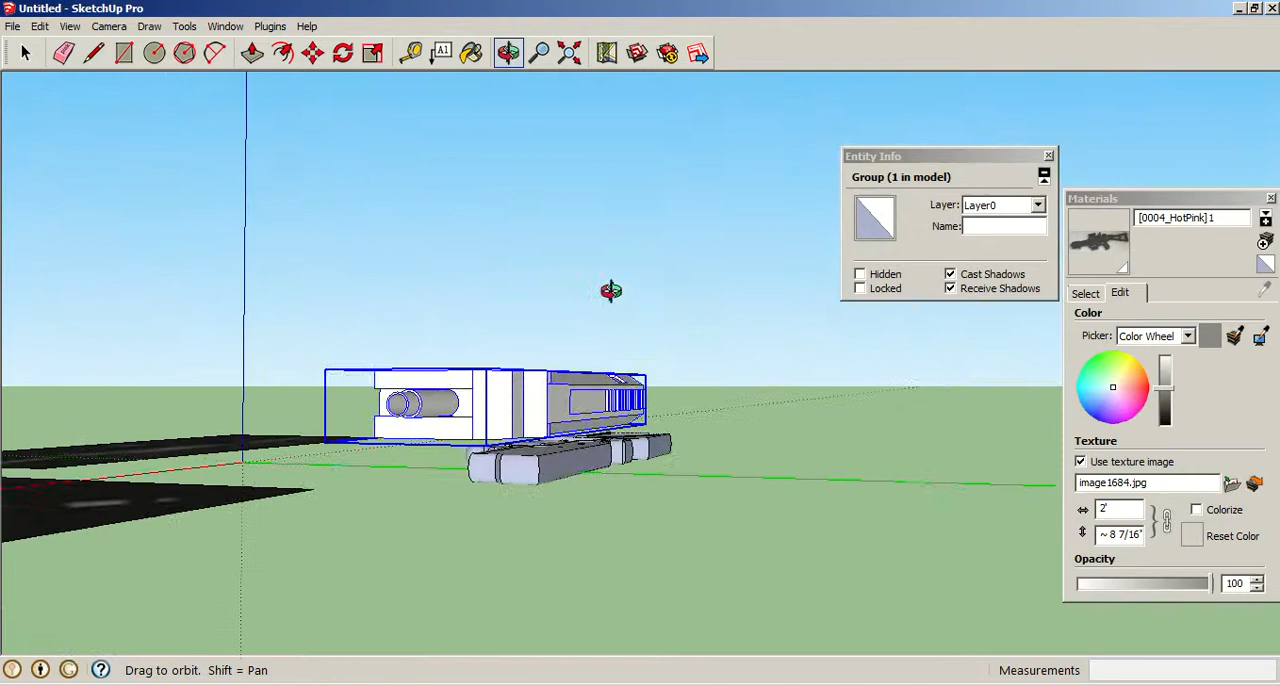 Untitled - SketchUp Pro
File Edit View Camera Draw Tools Window Plugins Help
A1
Entity Info
Group (1 in model)
Layer: Layer0
Name:
Hidden Cast Shadows
Locked Receive Shadows
Materials
[0004_HotPink]1
Select Edit
Color
Picker: Color Wheel
Texture
Use texture image
image1684.jpg
2' Colorize
~ 8 7/16" Reset Color
Opacity
100
Drag to orbit. Shift = Pan Measurements